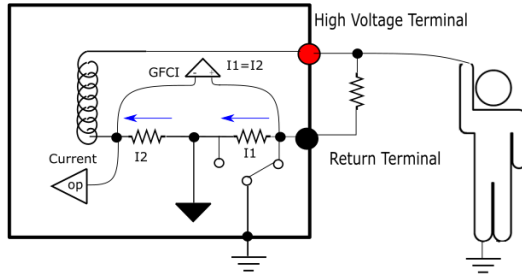 High Voltage Terminal
GFCI
I1=I2
Current
op
I2
I1
Return Terminal